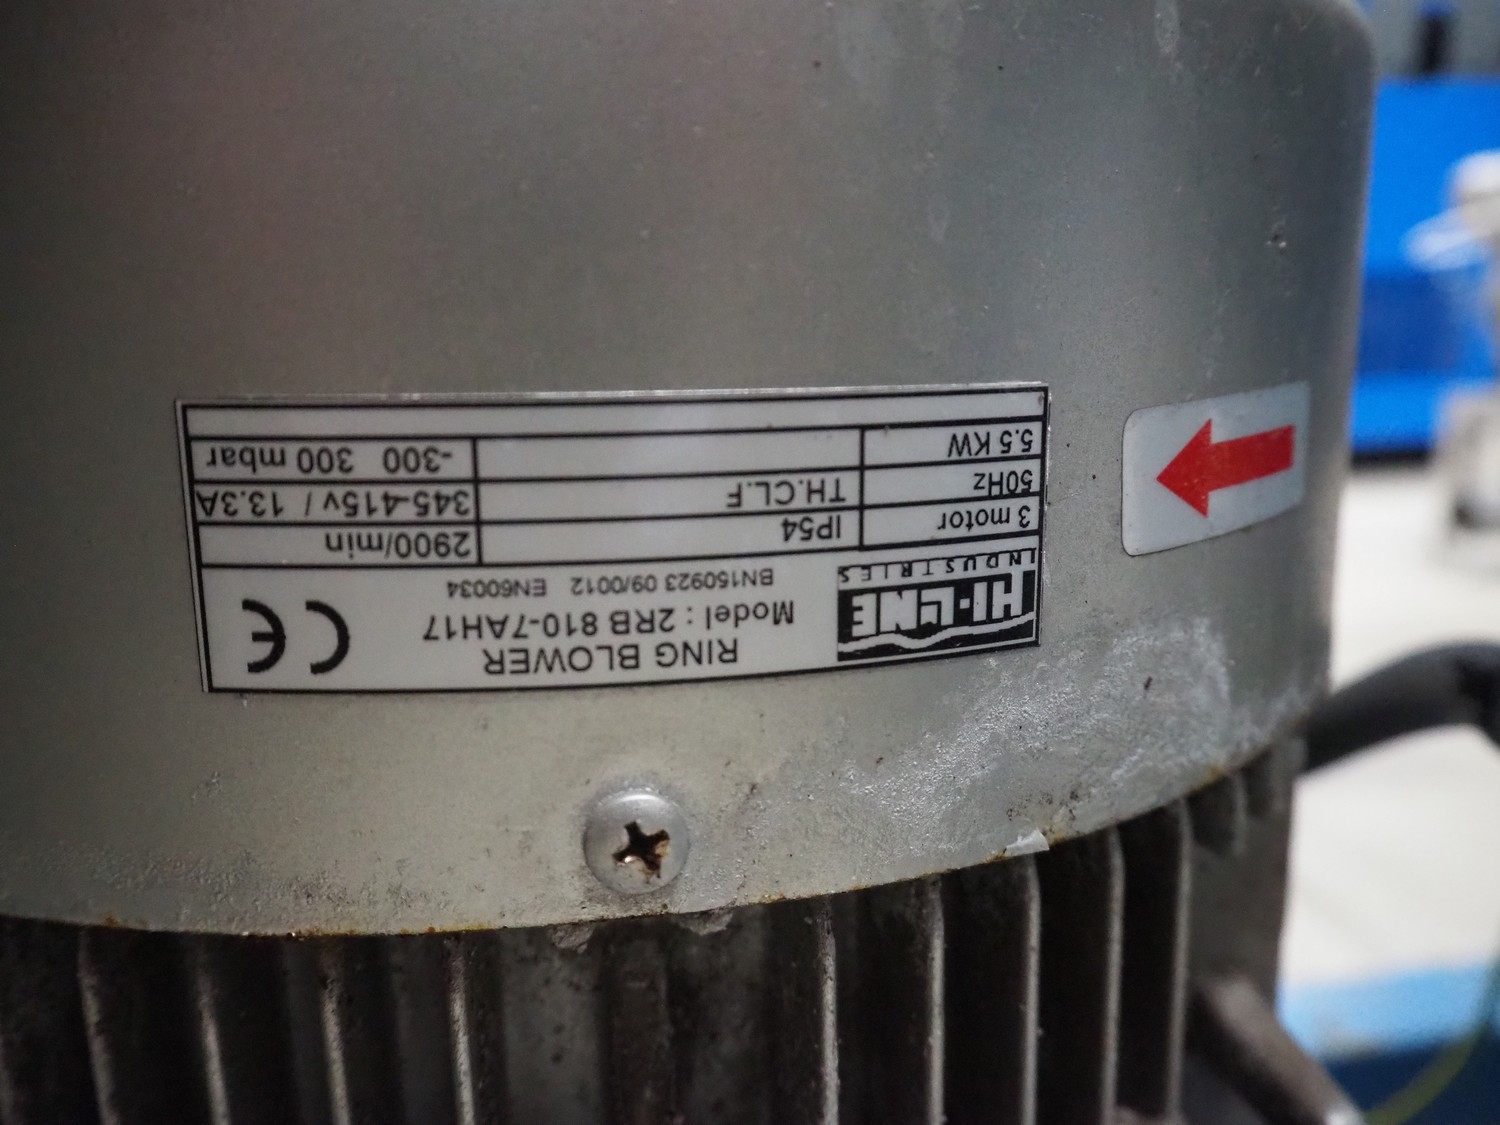 HI-LINE
INDUSTRIES
RING BLOWER
Model : 2RB 810-7AH17
BN150923 09/0012 EN60034
CE
3 motor IP54 2900/min
50Hz TH.CL.F 345-415v / 13.3A
5.5 KW -300 300 mbar